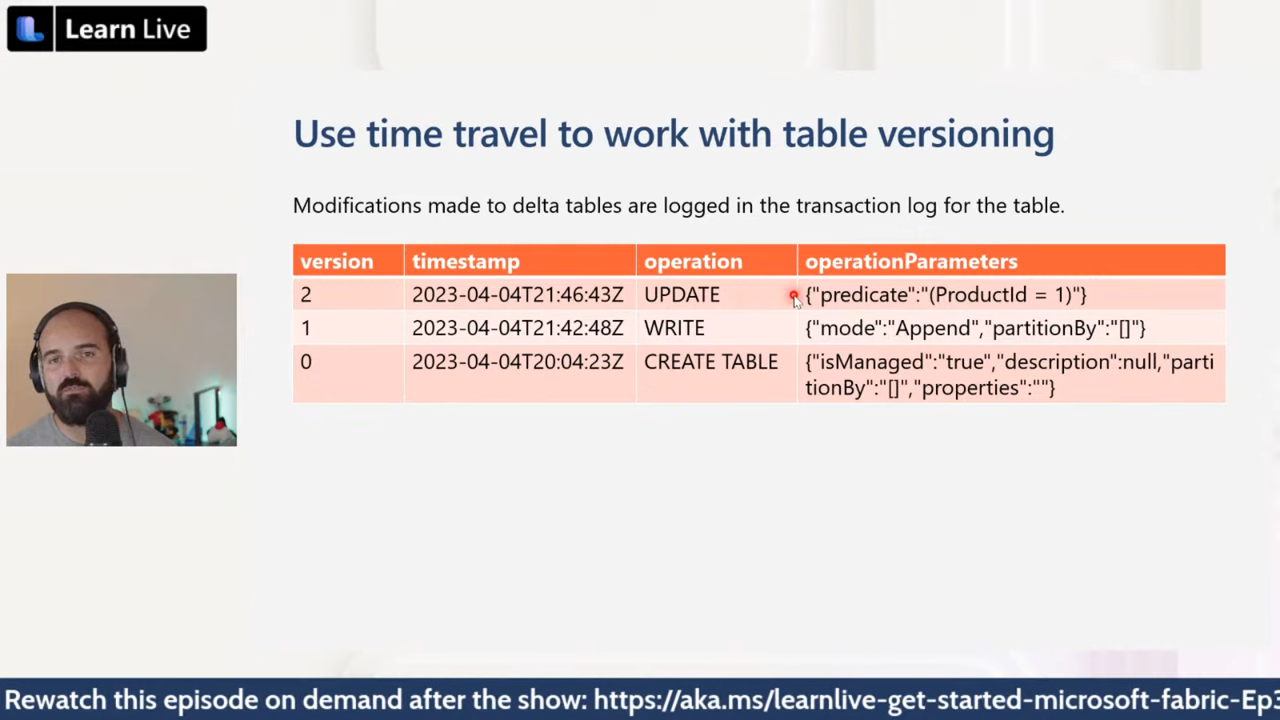 Learn Live
Use time travel to work with table versioning
Modifications made to delta tables are logged in the transaction log for the table.
version timestamp operation operationParameters
2 2023-04-04T21:46:43Z UPDATE {"predicate":"(ProductId = 1)"}
1 2023-04-04T21:42:48Z WRITE {"mode":"Append","partitionBy":"[]"}
0 2023-04-04T20:04:23Z CREATE TABLE {"isManaged":"true","description":null,"parti
tionBy":"[]","properties":""}
Rewatch this episode on demand after the show: https://aka.ms/learnlive-get-started-microsoft-fabric-Ep3